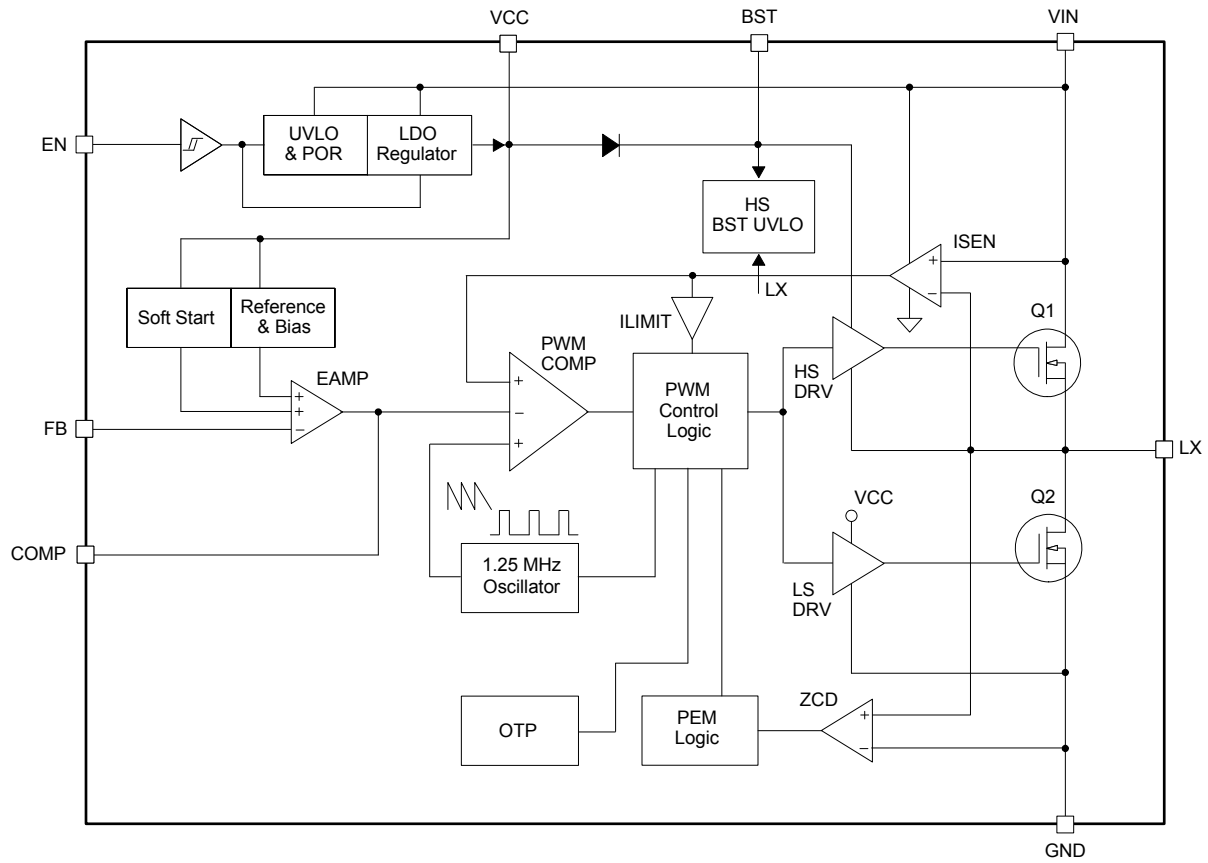 VCC
BST
VIN
EN
UVLO
& POR
LDO
Regulator
HS
BST UVLO
LX
ISEN
+
−
Soft Start
Reference
& Bias
ILIMIT
Q1
EAMP
+
+
−
PWM
COMP
+
−
+
PWM
Control
Logic
HS
DRV
FB
LX
VCC
Q2
COMP
1.25 MHz
Oscillator
LS
DRV
OTP
PEM
Logic
ZCD
+
−
GND